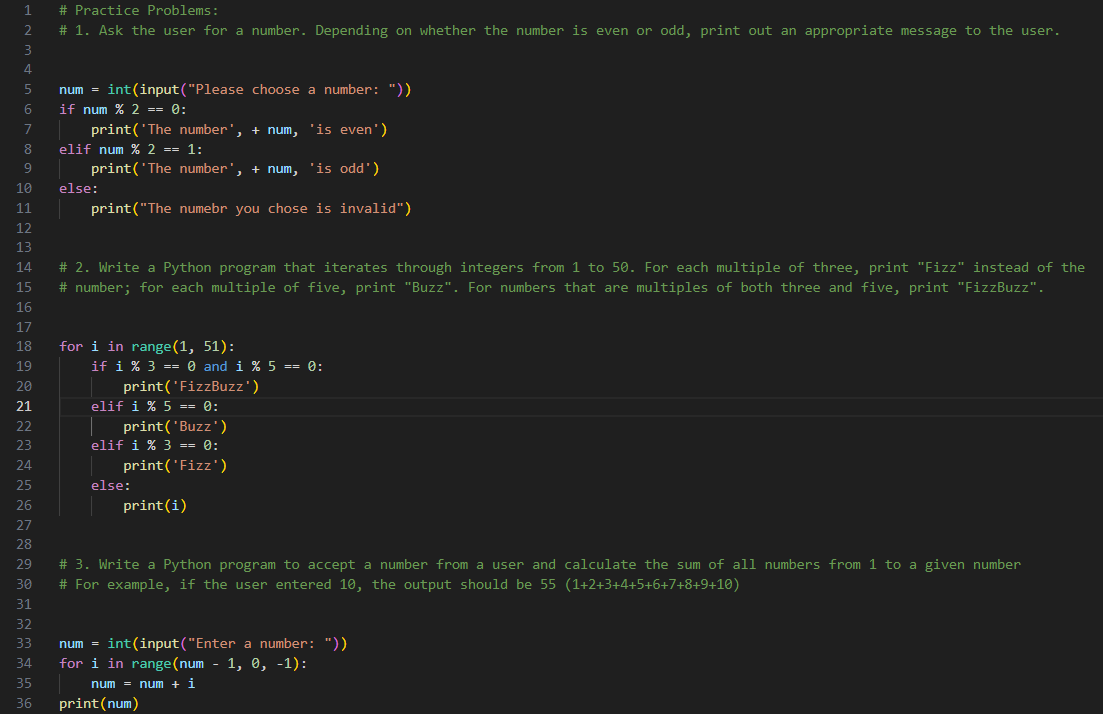 1 # Practice Problems:
2 # 1. Ask the user for a number. Depending on whether the number is even or odd, print out an appropriate message to the user.
3
4
5 num = int(input("Please choose a number: "))
6 if num % 2 == 0:
7     print('The number', + num, 'is even')
8 elif num % 2 == 1:
9     print('The number', + num, 'is odd')
10 else:
11     print("The numebr you chose is invalid")
12
13
14 # 2. Write a Python program that iterates through integers from 1 to 50. For each multiple of three, print "Fizz" instead of the
15 # number; for each multiple of five, print "Buzz". For numbers that are multiples of both three and five, print "FizzBuzz".
16
17
18 for i in range(1, 51):
19     if i % 3 == 0 and i % 5 == 0:
20         print('FizzBuzz')
21     elif i % 5 == 0:
22         print('Buzz')
23     elif i % 3 == 0:
24         print('Fizz')
25     else:
26         print(i)
27
28
29 # 3. Write a Python program to accept a number from a user and calculate the sum of all numbers from 1 to a given number
30 # For example, if the user entered 10, the output should be 55 (1+2+3+4+5+6+7+8+9+10)
31
32
33 num = int(input("Enter a number: "))
34 for i in range(num - 1, 0, -1):
35     num = num + i
36 print(num)